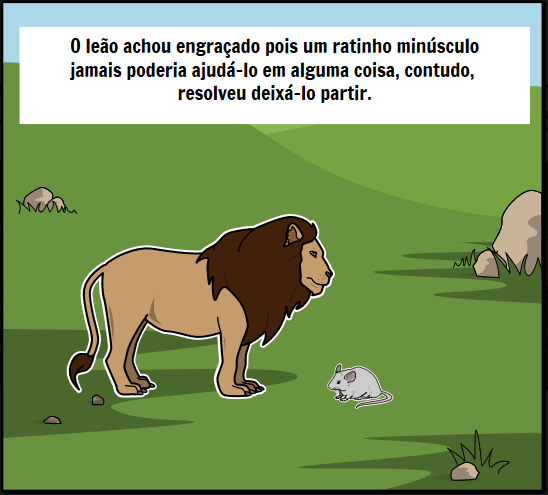 O leão achou engraçado pois um ratinho minúsculo
jamais poderia ajudá-lo em alguma coisa, contudo,
resolveu deixá-lo partir.